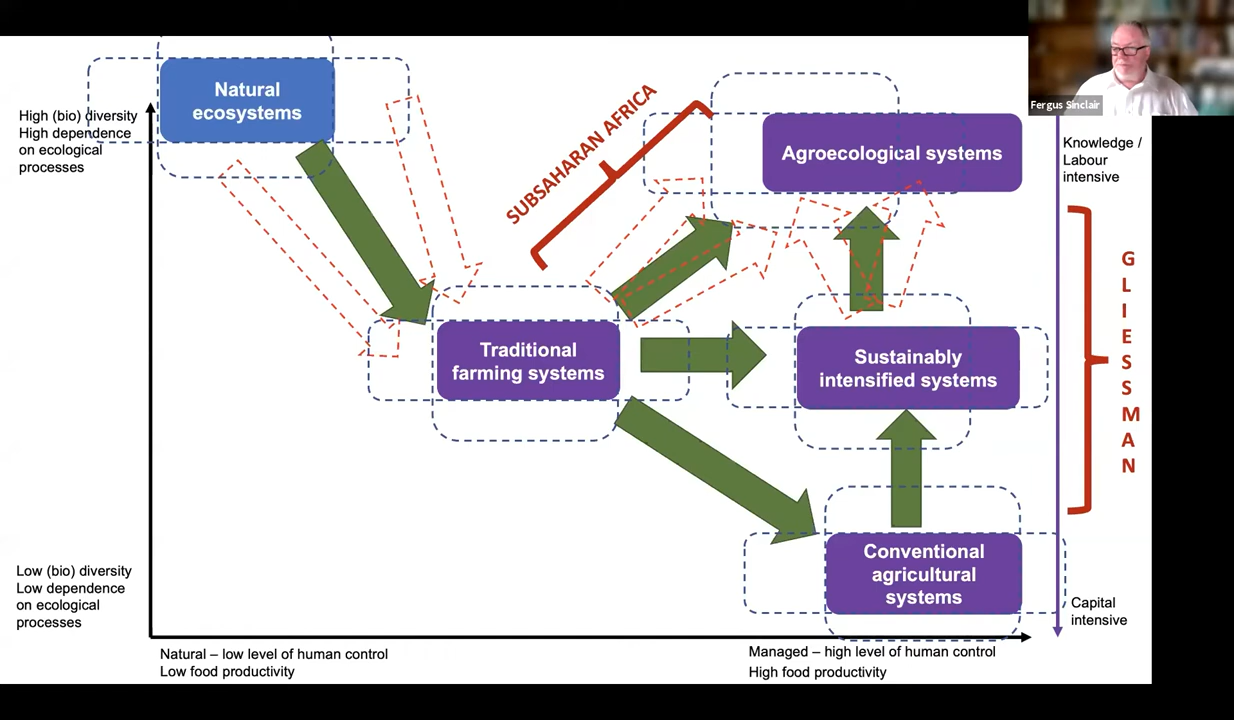 Natural
ecosystems
High (bio) diversity
High dependence
on ecological
processes
SUBSAHARAN AFRICA
Agroecological systems
Fergus Sinclair
Knowledge /
Labour
intensive
GLIESSMAN
Traditional
farming systems
Sustainably
intensified systems
Conventional
agricultural
systems
Low (bio) diversity
Low dependence
on ecological
processes
Capital
intensive
Natural – low level of human control
Low food productivity
Managed – high level of human control
High food productivity